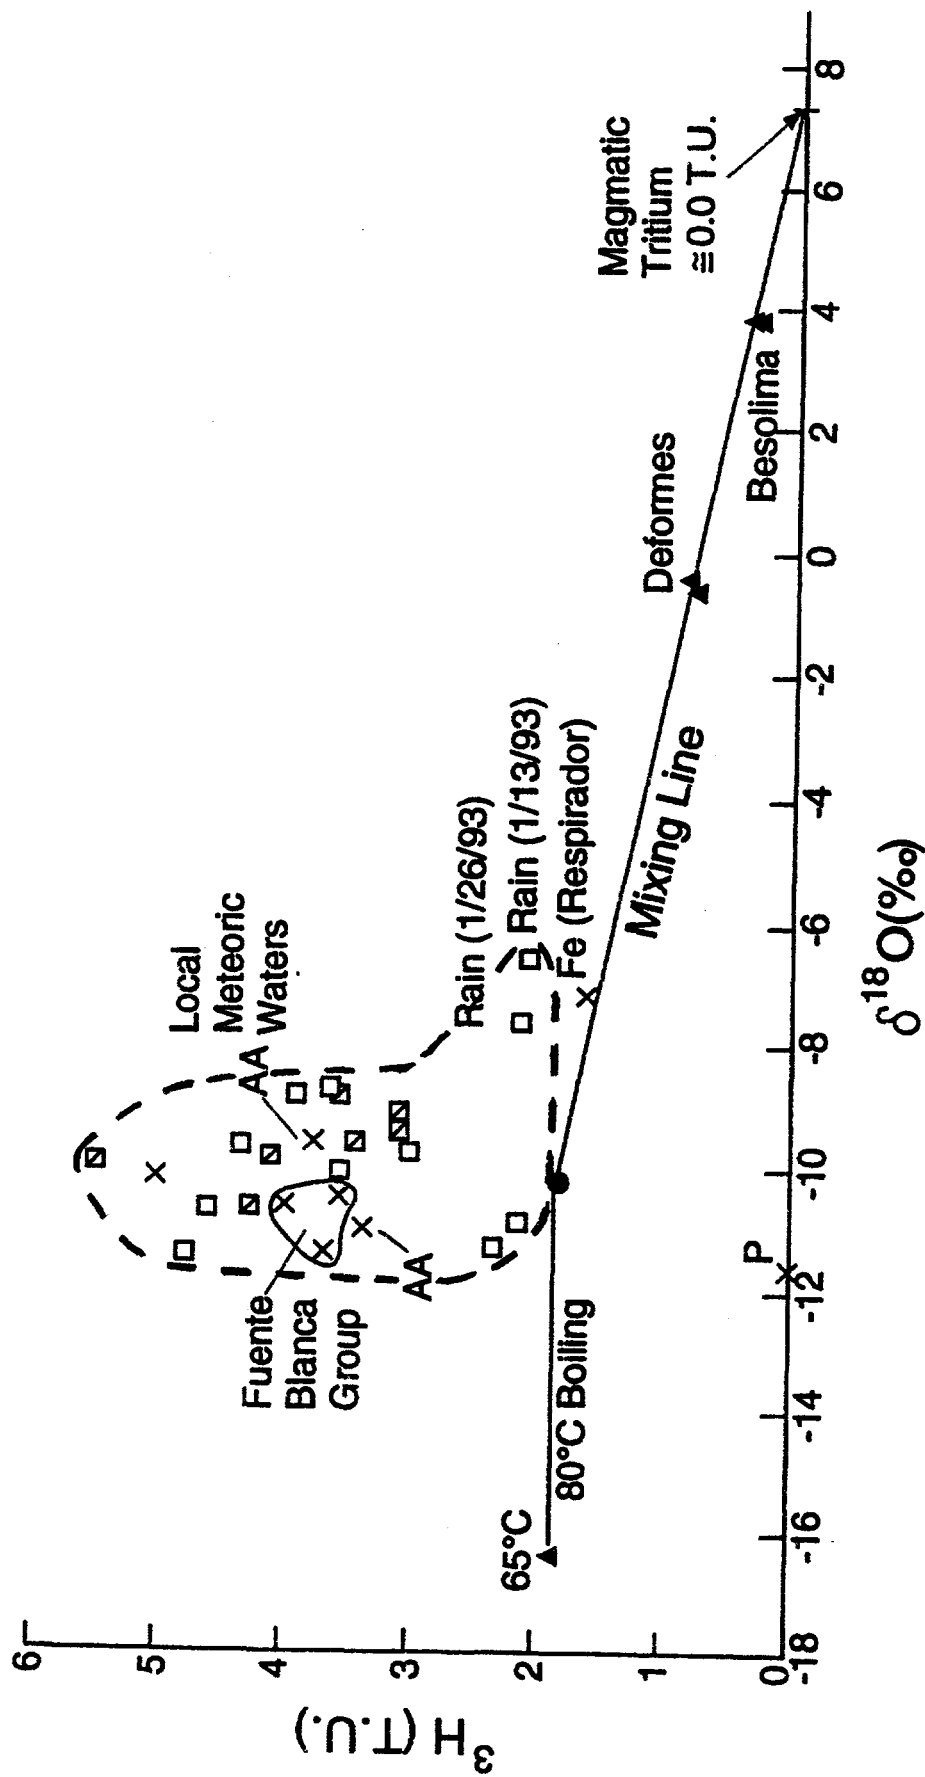 ³H (T.U.)
6
5
4
3
2
1
0
Local
Meteoric
Waters
AA
Fuente
Blanca
Group
AA
Rain (1/26/93)
Rain (1/13/93)
Fe (Respirador)
65°C
80°C Boiling
Mixing Line
Deformes
Besolima
Magmatic
Tritium
≅0.0 T.U.
P
-18
-16
-14
-12
-10
-8
-6
-4
-2
0
2
4
6
8
δ¹⁸O(‰)